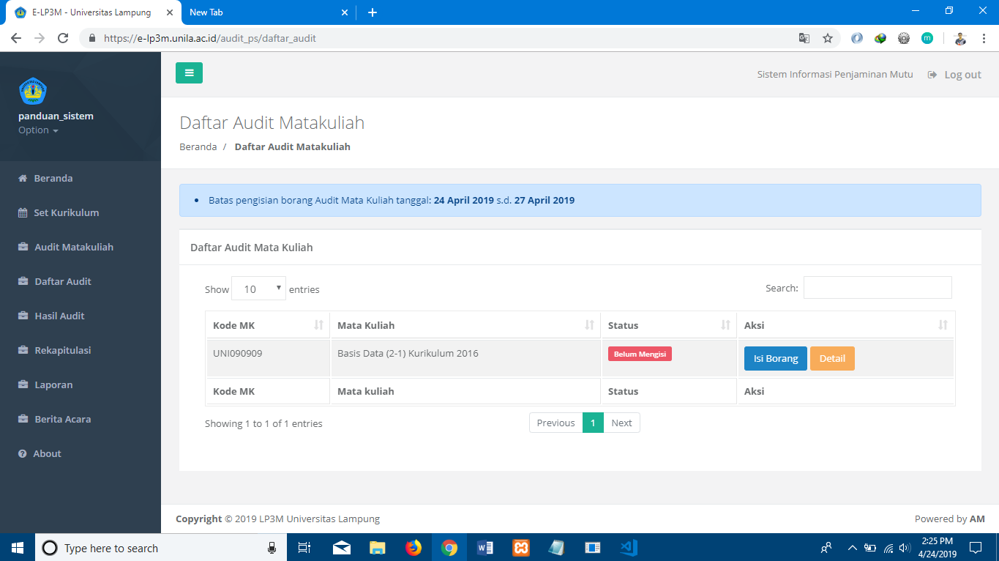 E-LP3M - Universitas Lampung
New Tab
https://e-lp3m.unila.ac.id/audit_ps/daftar_audit
Sistem Informasi Penjaminan Mutu
Log out
panduan_sistem
Option
Daftar Audit Matakuliah
Beranda / Daftar Audit Matakuliah
Beranda
Set Kurikulum
Audit Matakuliah
Daftar Audit
Hasil Audit
Rekapitulasi
Laporan
Berita Acara
About
Batas pengisian borang Audit Mata Kuliah tanggal: 24 April 2019 s.d. 27 April 2019
Daftar Audit Mata Kuliah
Show 10 entries
Search:
Kode MK Mata Kuliah Status Aksi
UNI090909 Basis Data (2-1) Kurikulum 2016 Belum Mengisi Isi Borang Detail
Kode MK Mata kuliah Status Aksi
Showing 1 to 1 of 1 entries
Previous 1 Next
Copyright © 2019 LP3M Universitas Lampung
Powered by AM
Type here to search
2:25 PM
4/24/2019